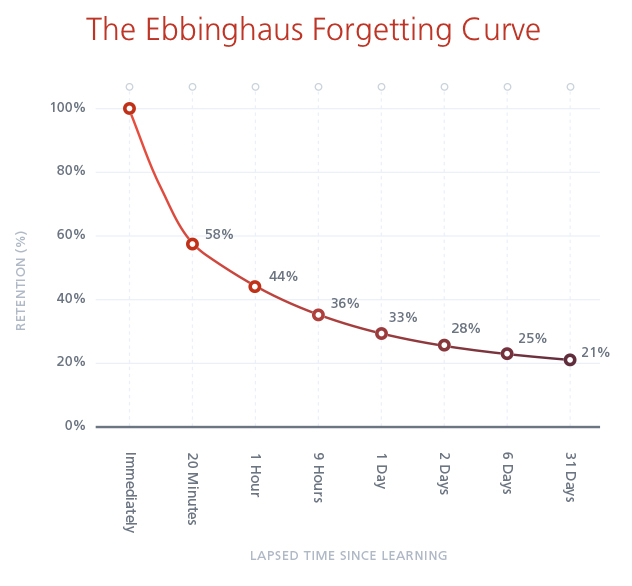 The Ebbinghaus Forgetting Curve
100%
80%
60%
40%
20%
0%
RETENTION (%)
58%
44%
36%
33%
28%
25%
21%
Immediately
20 Minutes
1 Hour
9 Hours
1 Day
2 Days
6 Days
31 Days
LAPSED TIME SINCE LEARNING